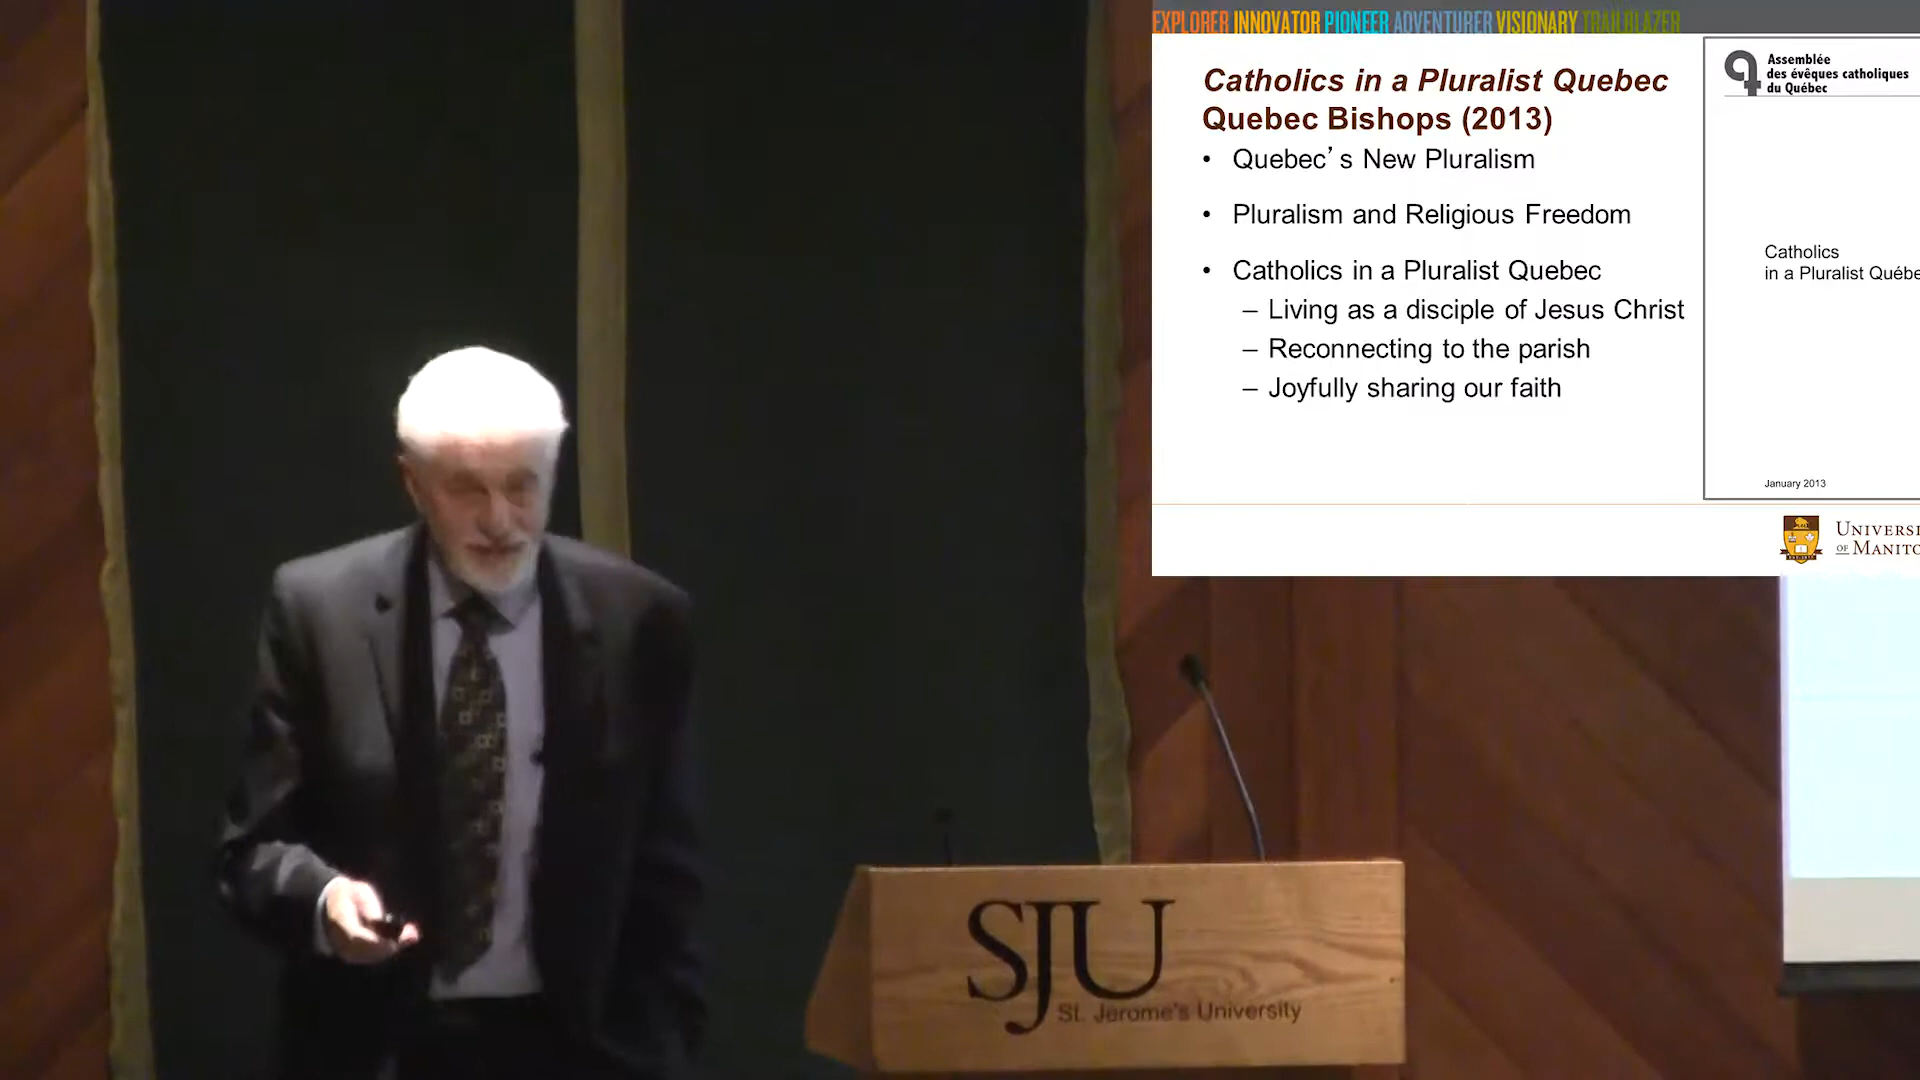 EXPLORER INNOVATOR PIONEER ADVENTURER VISIONARY TRAILBLAZER
Catholics in a Pluralist Quebec
Quebec Bishops (2013)
• Quebec’s New Pluralism
• Pluralism and Religious Freedom
• Catholics in a Pluralist Quebec
– Living as a disciple of Jesus Christ
– Reconnecting to the parish
– Joyfully sharing our faith
Assemblée
des évêques catholiques
du Québec
Catholics
in a Pluralist Québe
January 2013
UNIVERSI
OF MANITO
SJU
St. Jerome's University